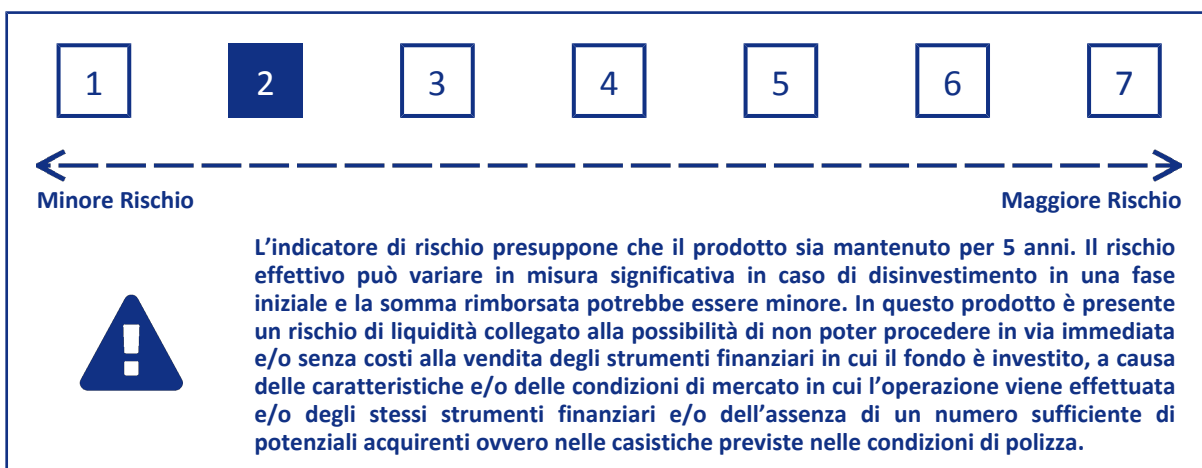 1 2 3 4 5 6 7
Minore Rischio Maggiore Rischio
L’indicatore di rischio presuppone che il prodotto sia mantenuto per 5 anni. Il rischio
effettivo può variare in misura significativa in caso di disinvestimento in una fase
iniziale e la somma rimborsata potrebbe essere minore. In questo prodotto è presente
un rischio di liquidità collegato alla possibilità di non poter procedere in via immediata
e/o senza costi alla vendita degli strumenti finanziari in cui il fondo è investito, a causa
delle caratteristiche e/o delle condizioni di mercato in cui l’operazione viene effettuata
e/o degli stessi strumenti finanziari e/o dell’assenza di un numero sufficiente di
potenziali acquirenti ovvero nelle casistiche previste nelle condizioni di polizza.